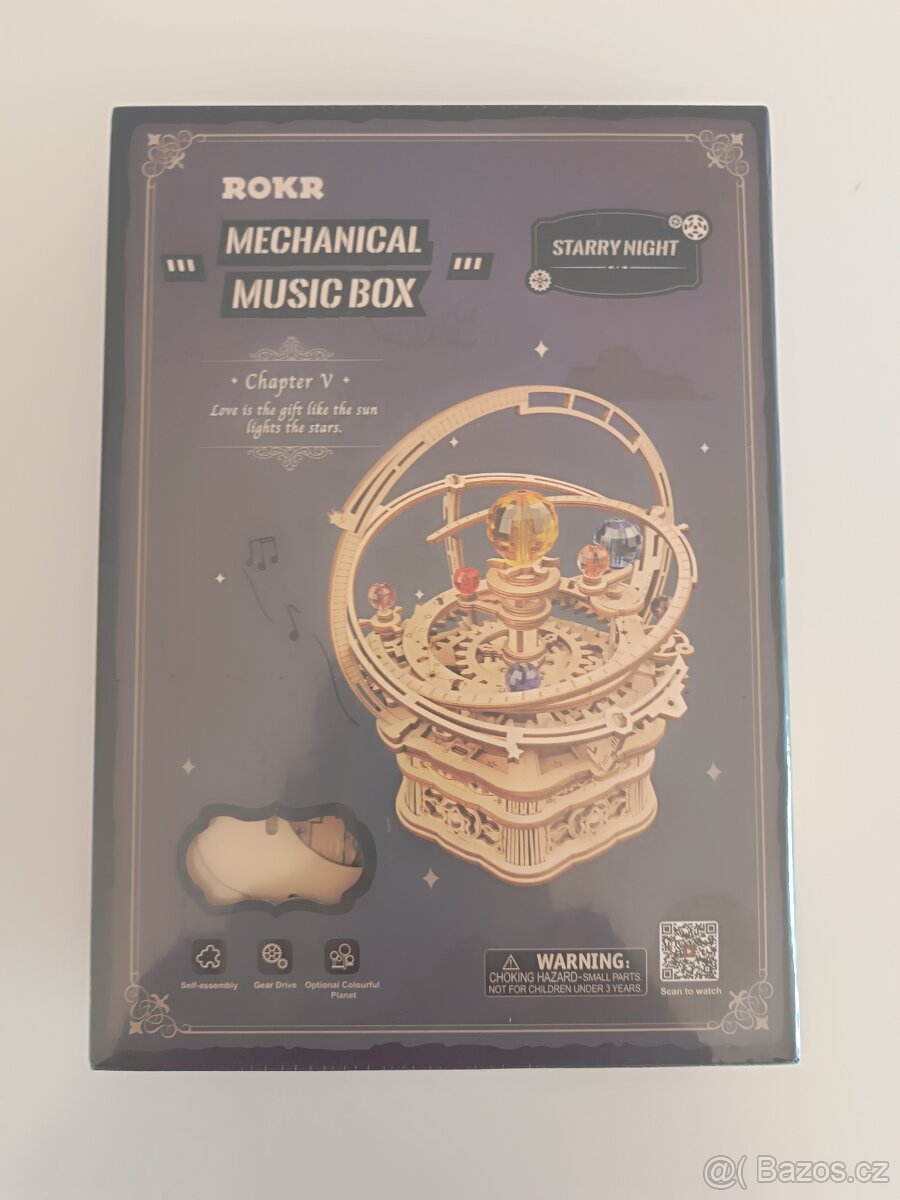 ROKR
MECHANICAL
MUSIC BOX
STARRY NIGHT
Chapter V
Love is the gift like the sun
lights the stars.
Self-assembly
Gear Drive
Optional Colourful
Planet
WARNING:
CHOKING HAZARD-SMALL PARTS.
NOT FOR CHILDREN UNDER 3 YEARS.
Scan to watch
@( Bazos.cz